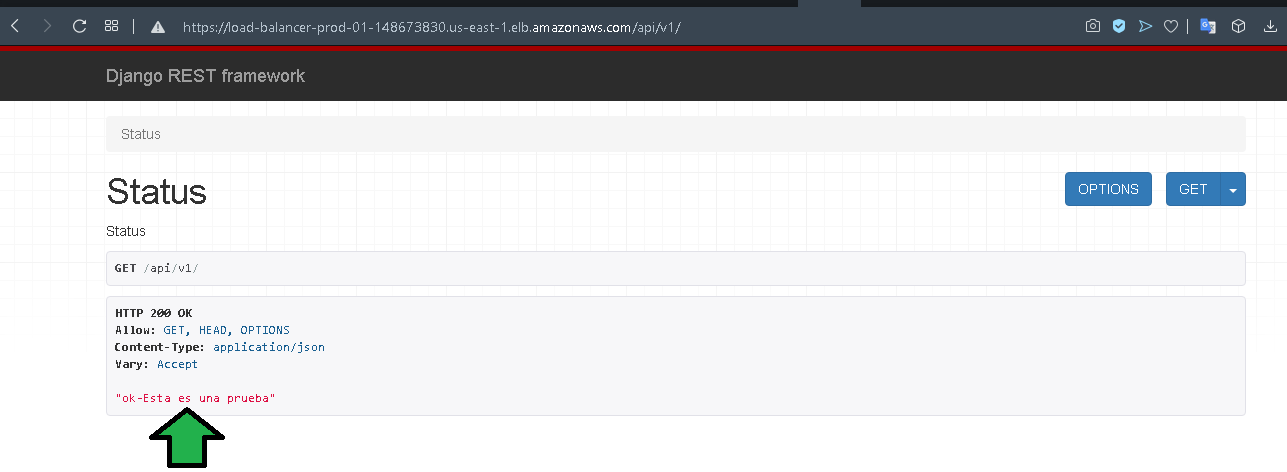 https://load-balancer-prod-01-148673830.us-east-1.elb.amazonaws.com/api/v1/
Django REST framework
Status
Status
OPTIONS
GET
Status
GET /api/v1/
HTTP 200 OK
Allow: GET, HEAD, OPTIONS
Content-Type: application/json
Vary: Accept
"ok-Esta es una prueba"